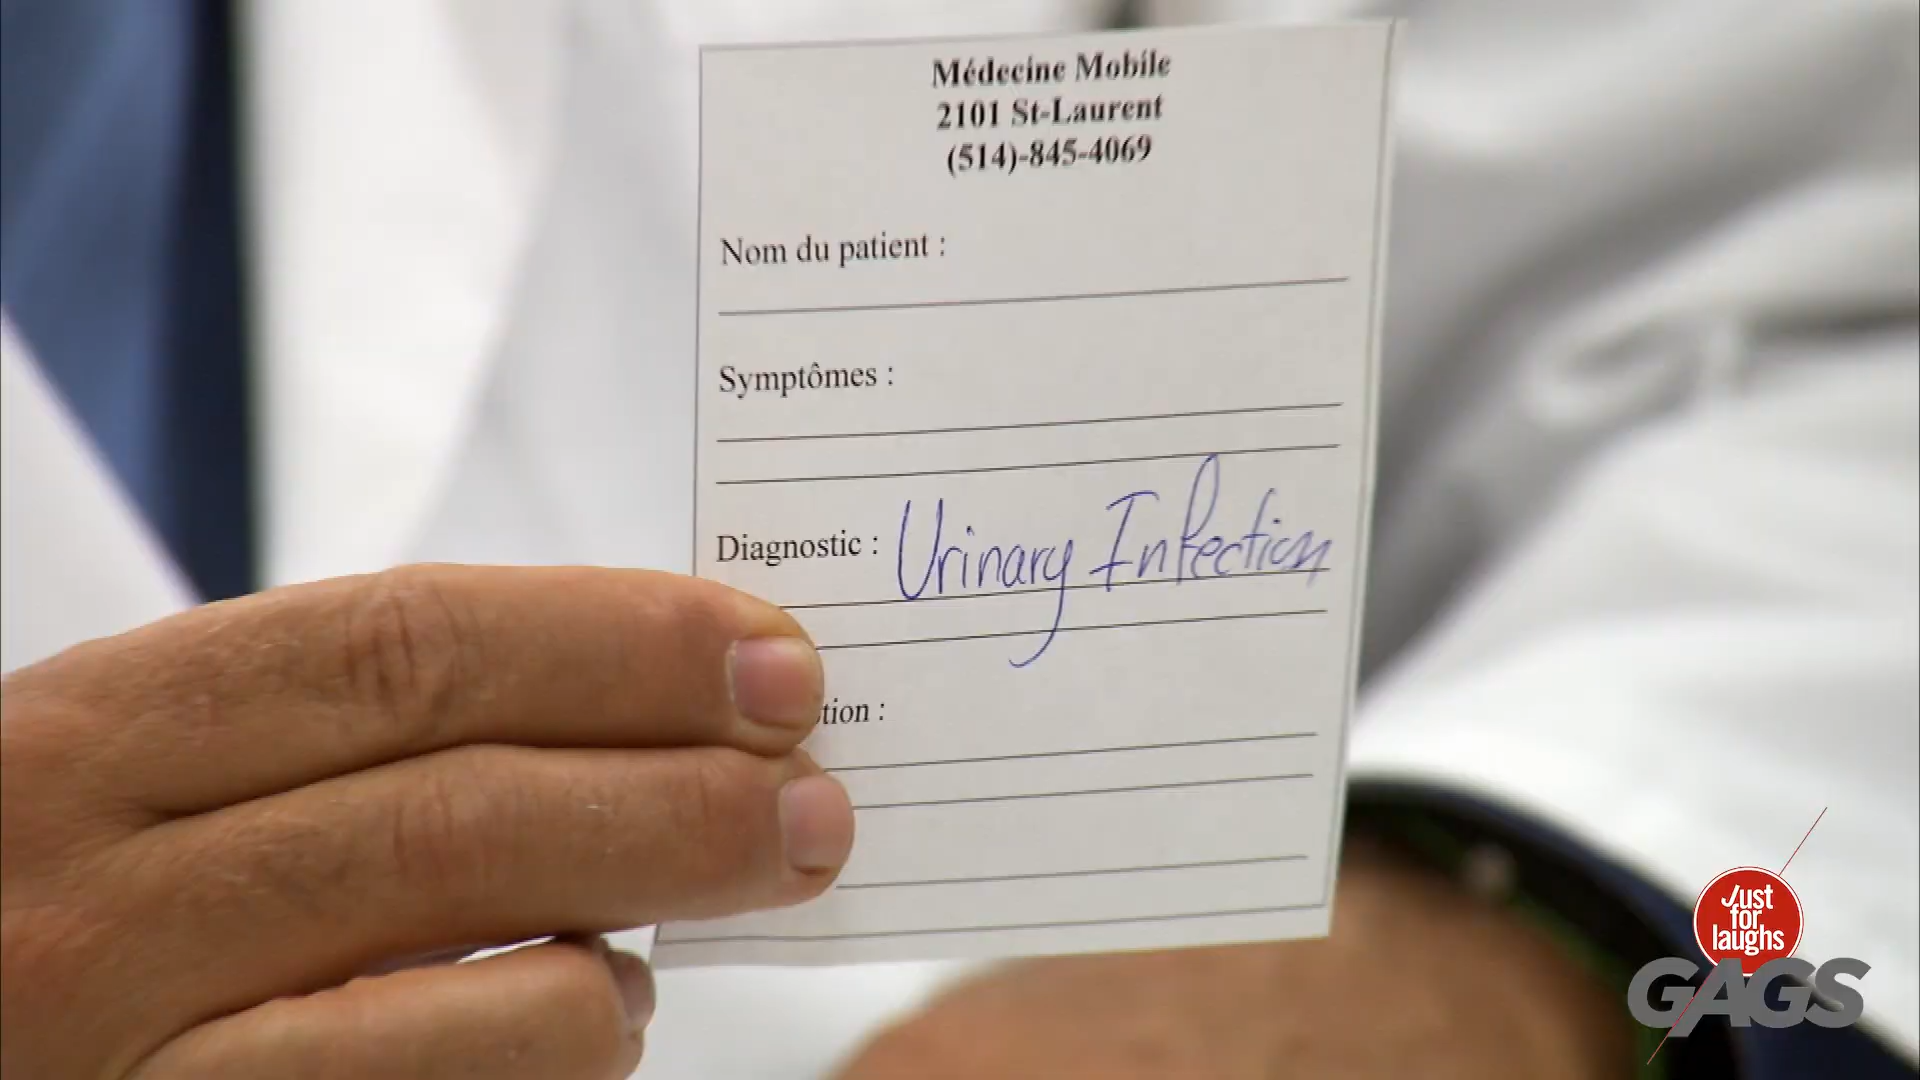 Médecine Mobile
2101 St-Laurent
(514)-845-4069
Nom du patient :
Symptômes :
Diagnostic : Urinary Infection
tion :
Just
for
laughs
GAGS